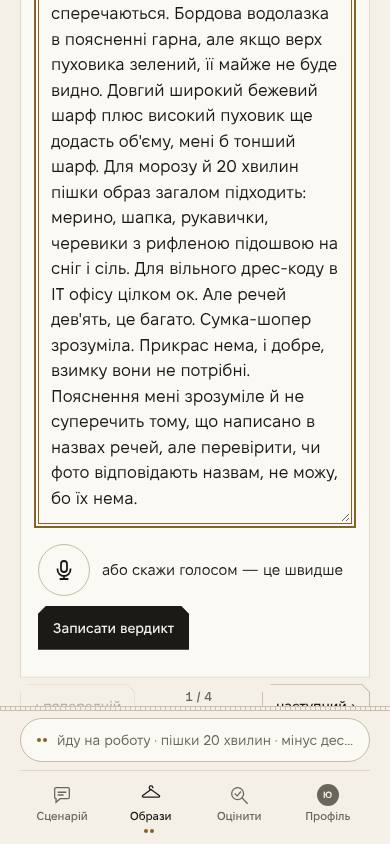 сперечаються. Бордова водолазка
в поясненні гарна, але якщо верх
пуховика зелений, її майже не буде
видно. Довгий широкий бежевий
шарф плюс високий пуховик ще
додасть об'єму, мені б тонший
шарф. Для морозу й 20 хвилин
пішки образ загалом підходить:
мерино, шапка, рукавички,
черевики з рифленою підошвою на
сніг і сіль. Для вільного дрес-коду в
ІТ офісу цілком ок. Але речей
дев'ять, це багато. Сумка-шопер
зрозуміла. Прикрас нема, і добре,
взимку вони не потрібні.
Пояснення мені зрозуміле й не
суперечить тому, що написано в
назвах речей, але перевірити, чи
фото відповідають назвам, не можу,
бо їх нема.
або скажи голосом — це швидше
Записати вердикт
‹ попередній
1 / 4
наступний ›
йду на роботу · пішки 20 хвилин · мінус дес...
Сценарій
Образи
Оцінити
Ю
Профіль